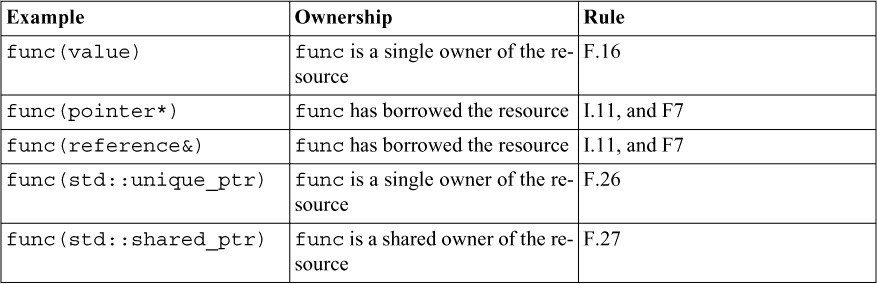 Example Ownership Rule
func(value) func is a single owner of the re- F.16
source
func(pointer*) func has borrowed the resource I.11, and F7
func(reference&) func has borrowed the resource I.11, and F7
func(std::unique_ptr) func is a single owner of the re- F.26
source
func(std::shared_ptr) func is a shared owner of the re- F.27
source